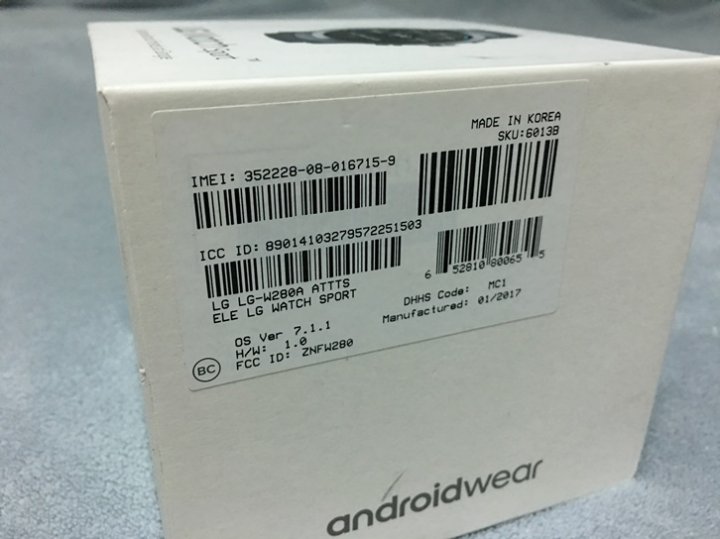 MADE IN KOREA
SKU:6013B
IMEI: 352228-08-016715-9
ICC ID: 89014103279572251503
LG LG-W280A ATTTS
ELE LG WATCH SPORT
6 52810 80065 5
DHHS Code: MC1
Manufactured: 01/2017
OS Ver 7.1.1
H/W: 1.0
FCC ID: ZNFW280
BC
androidwear